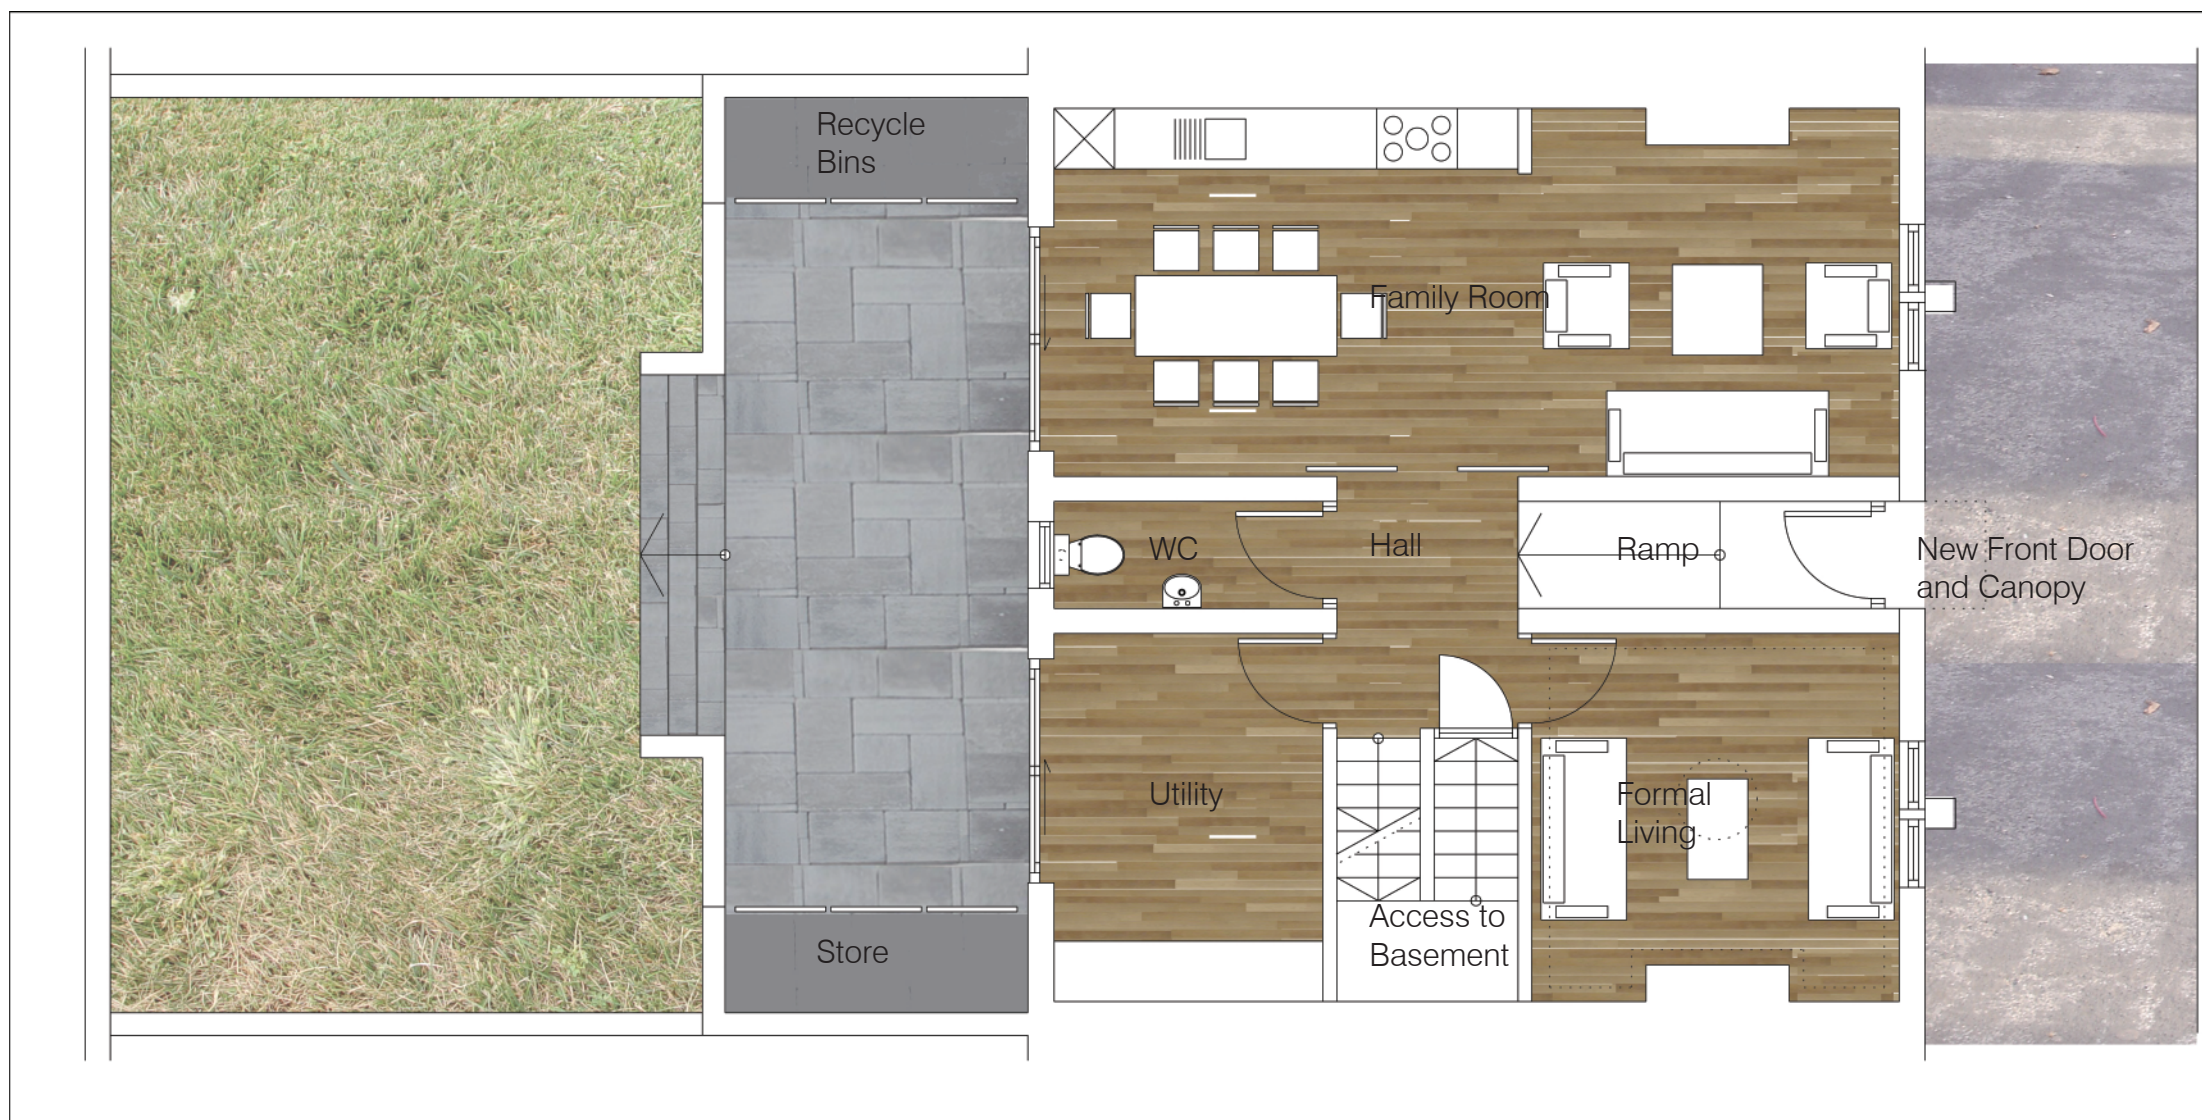 Recycle
Bins
Family Room
WC
Hall
Ramp
New Front Door
and Canopy
Utility
Formal
Living
Access to
Basement
Store